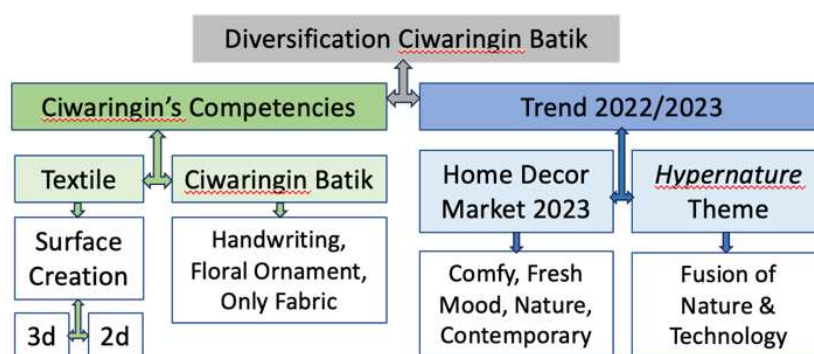 Diversification Ciwaringin Batik
Ciwaringin's Competencies
Trend 2022/2023
Textile
Ciwaringin Batik
Home Decor
Market 2023
Hypernature
Theme
Surface
Creation
Handwriting,
Floral Ornament,
Only Fabric
Comfy, Fresh
Mood, Nature,
Contemporary
Fusion of
Nature &
Technology
3d
2d